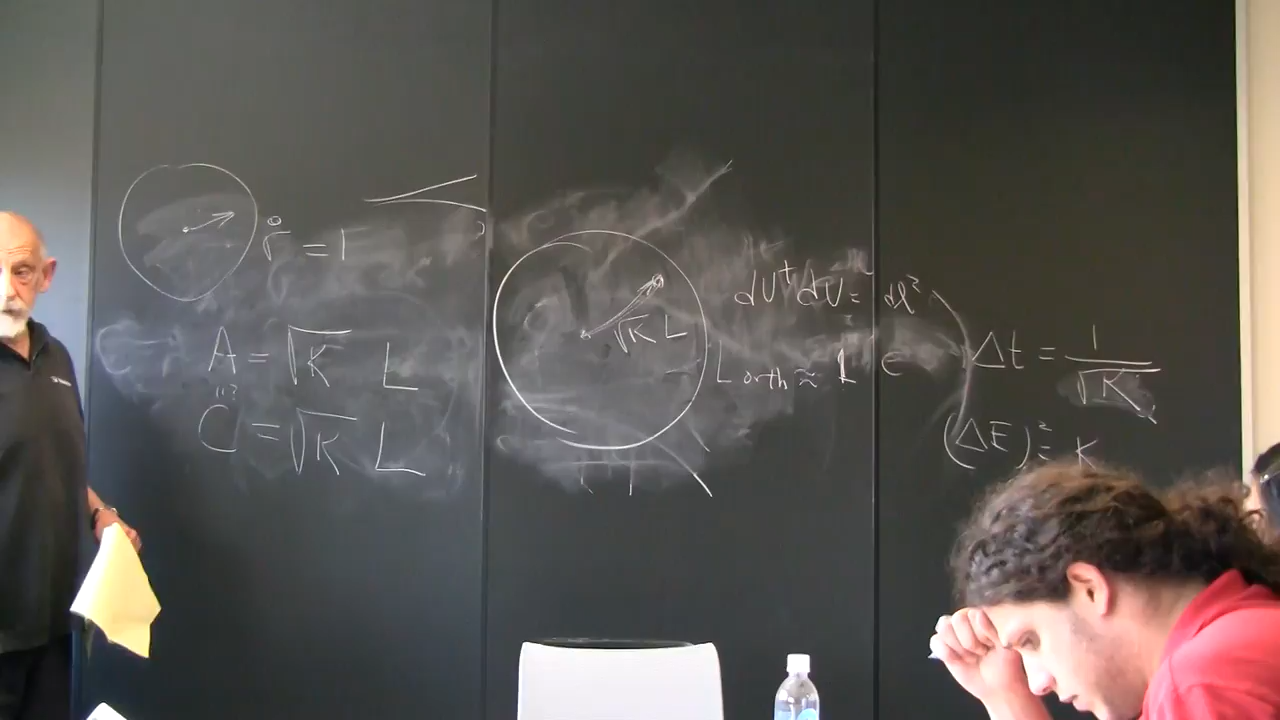 r̊ = 1
A = √K L
"?
C = √K L
√K L
dU† dU = dl²
L orth ≈ 1 e
Δt = 1/√K
(ΔE)² = K